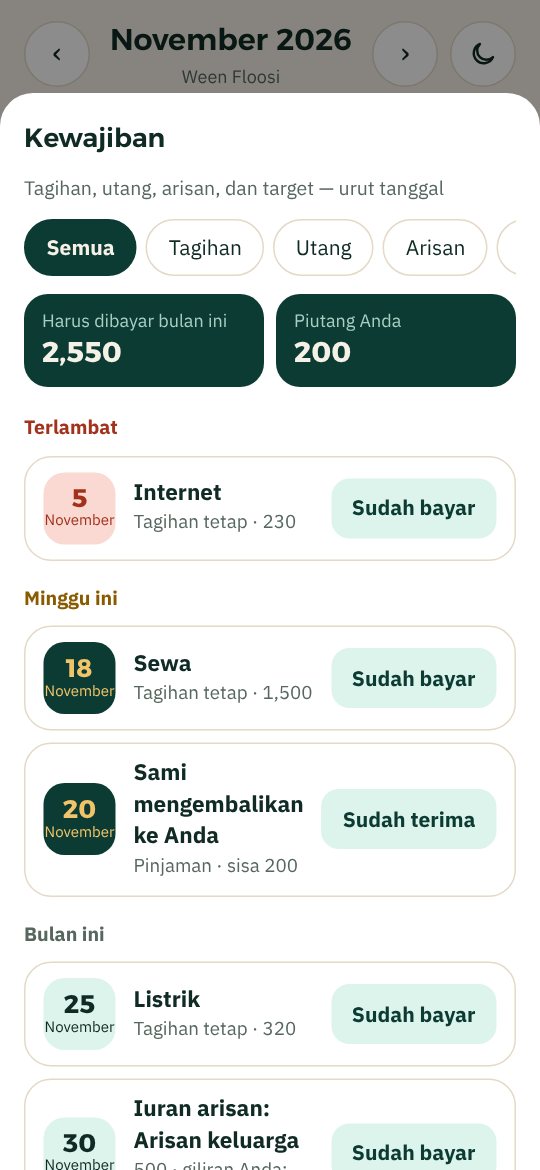 November 2026
Ween Floosi
Kewajiban
Tagihan, utang, arisan, dan target — urut tanggal
Semua
Tagihan
Utang
Arisan
Harus dibayar bulan ini
2,550
Piutang Anda
200
Terlambat
5
November
Internet
Tagihan tetap · 230
Sudah bayar
Minggu ini
18
November
Sewa
Tagihan tetap · 1,500
Sudah bayar
20
November
Sami
mengembalikan
ke Anda
Pinjaman · sisa 200
Sudah terima
Bulan ini
25
November
Listrik
Tagihan tetap · 320
Sudah bayar
30
November
Iuran arisan:
Arisan keluarga
500 · giliran Anda:
Sudah bayar